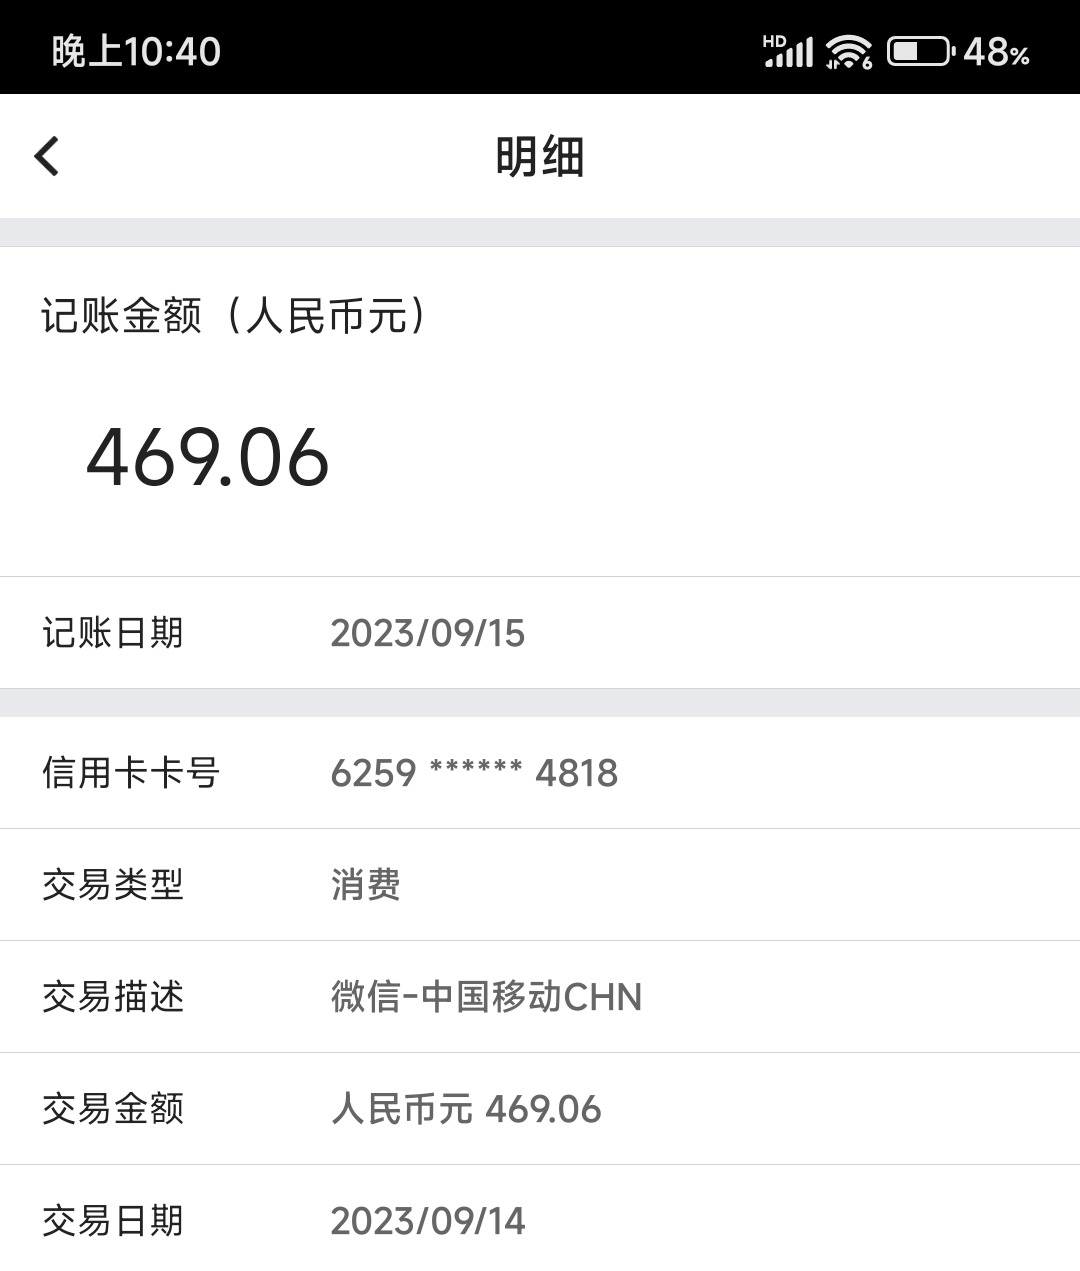 晚上10:40 HD 6 48%
明细
记账金额（人民币元）
469.06
记账日期 2023/09/15
信用卡卡号 6259 ****** 4818
交易类型 消费
交易描述 微信-中国移动CHN
交易金额 人民币元 469.06
交易日期 2023/09/14